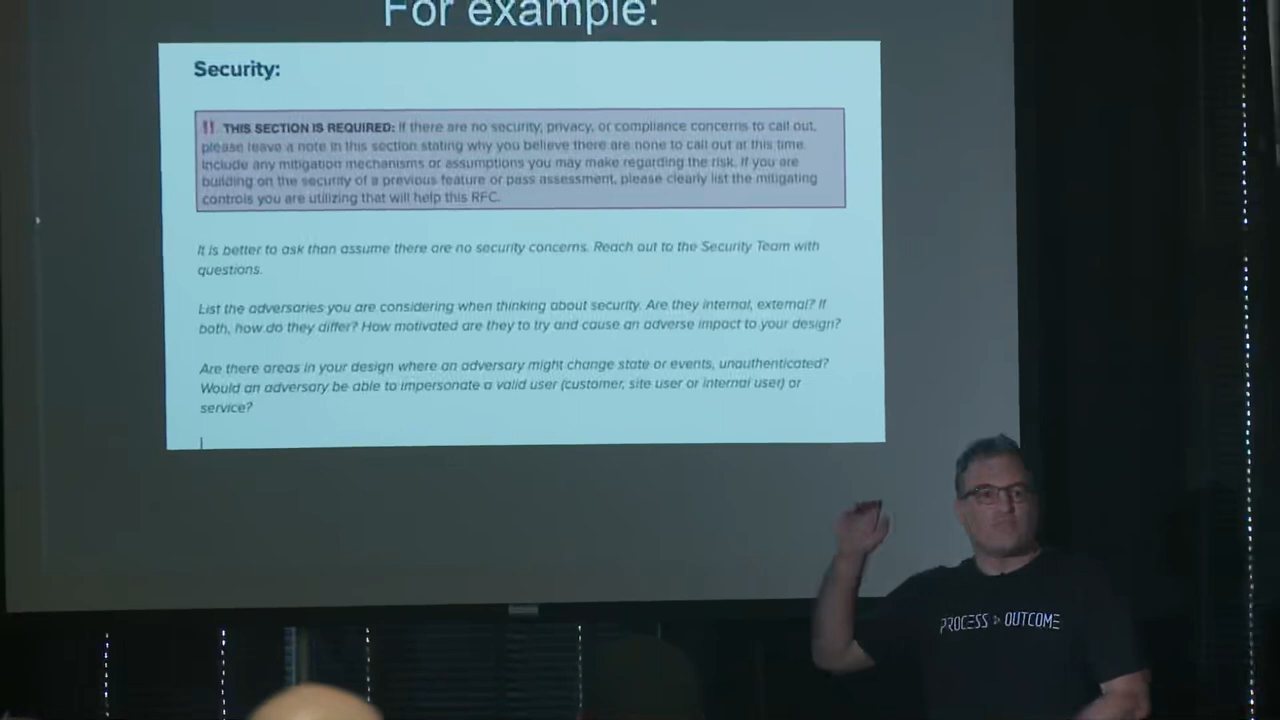 For example:
Security:
!! THIS SECTION IS REQUIRED: If there are no security, privacy, or compliance concerns to call out,
please leave a note in this section stating why you believe there are none to call out at this time.
Include any mitigation mechanisms or assumptions you may make regarding the risk. If you are
building on the security of a previous feature or pass assessment, please clearly list the mitigating
controls you are utilizing that will help this RFC.
It is better to ask than assume there are no security concerns. Reach out to the Security Team with
questions.
List the adversaries you are considering when thinking about security. Are they internal, external? If
both, how do they differ? How motivated are they to try and cause an adverse impact to your design?
Are there areas in your design where an adversary might change state or events, unauthenticated?
Would an adversary be able to impersonate a valid user (customer, site user or internal user) or
service?
PROCESS > OUTCOME